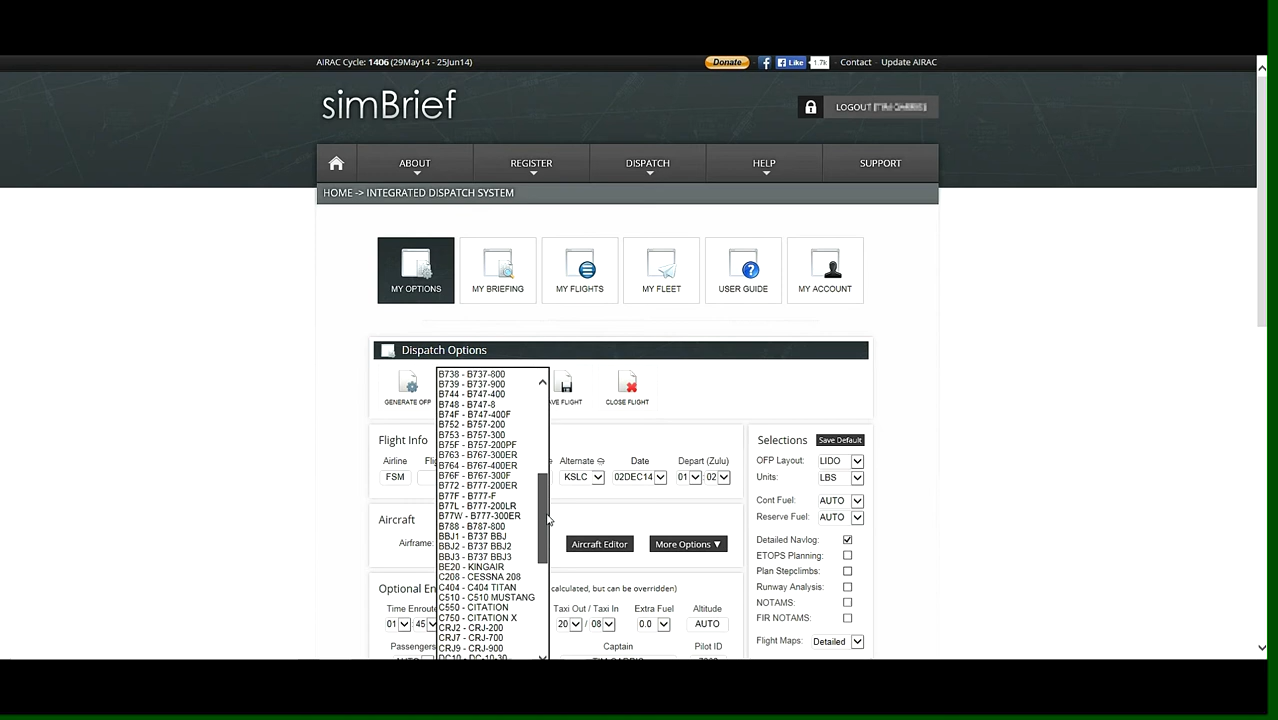 AIRAC Cycle: 1406 (29May14 - 25Jun14)
Donate
Like
1.7k
Contact
Update AIRAC
simBrief
LOGOUT
ABOUT
REGISTER
DISPATCH
HELP
SUPPORT
HOME -> INTEGRATED DISPATCH SYSTEM
MY OPTIONS
MY BRIEFING
MY FLIGHTS
MY FLEET
USER GUIDE
MY ACCOUNT
Dispatch Options
GENERATE OFP
AVE FLIGHT
CLOSE FLIGHT
B738 - B737-800
B739 - B737-900
B744 - B747-400
B748 - B747-8
B74F - B747-400F
B752 - B757-200
B753 - B757-300
B75F - B757-200PF
B763 - B767-300ER
B764 - B767-400ER
B76F - B767-300F
B772 - B777-200ER
B77F - B777-F
B77L - B777-200LR
B77W - B777-300ER
B788 - B787-800
BBJ1 - B737 BBJ
BBJ2 - B737 BBJ2
BBJ3 - B737 BBJ3
BE20 - KINGAIR
C208 - CESSNA 208
C404 - C404 TITAN
C510 - C510 MUSTANG
C550 - CITATION
C750 - CITATION X
CRJ2 - CRJ-200
CRJ7 - CRJ-700
CRJ9 - CRJ-900
DC10 - DC-10-30
Flight Info
Airline
Fli
Alternate
Date
Depart (Zulu)
FSM
KSLC
02DEC14
01 : 02
Aircraft
Airframe:
Aircraft Editor
More Options ▼
Optional En
calculated, but can be overridden)
Time Enroute
Taxi Out / Taxi In
Extra Fuel
Altitude
01 : 45
20 / 08
0.0
AUTO
Passengers
Captain
Pilot ID
Selections
Save Default
OFP Layout: LIDO
Units: LBS
Cont Fuel: AUTO
Reserve Fuel: AUTO
Detailed Navlog:
ETOPS Planning:
Plan Stepclimbs:
Runway Analysis:
NOTAMS:
FIR NOTAMS:
Flight Maps: Detailed